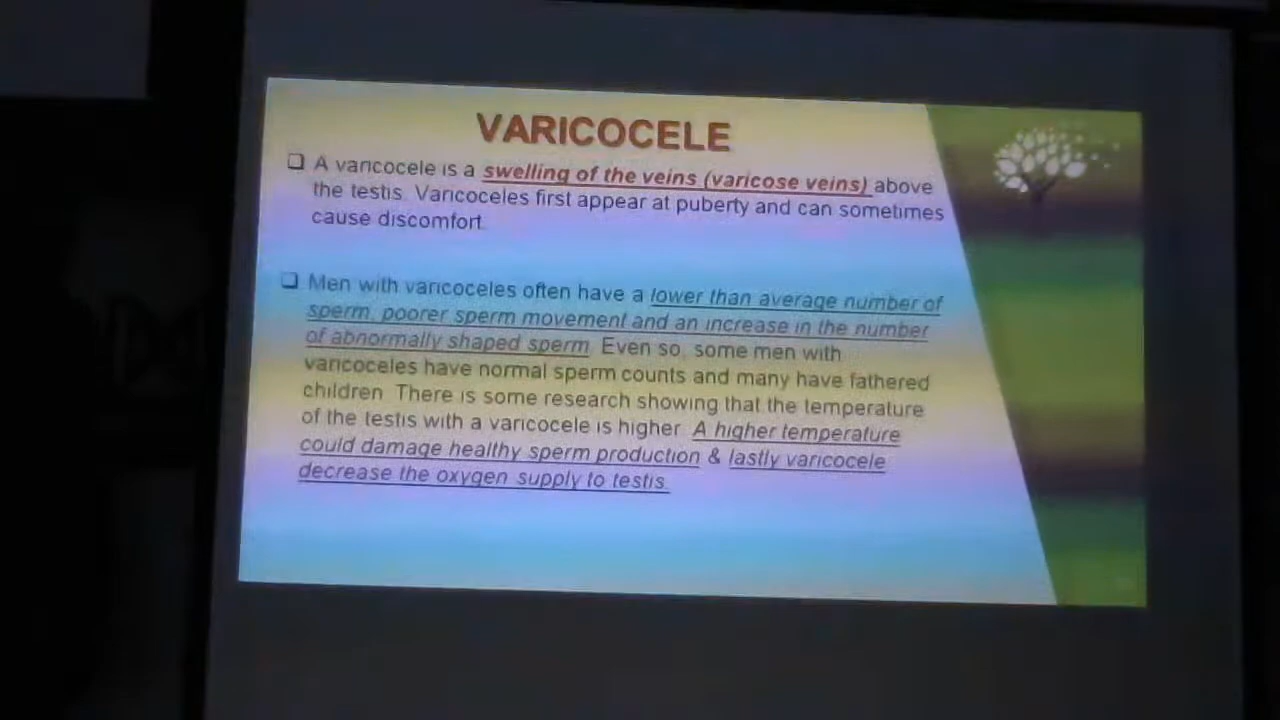 VARICOCELE
❑ A varicocele is a swelling of the veins (varicose veins) above
the testis. Varicoceles first appear at puberty and can sometimes
cause discomfort.
❑ Men with varicoceles often have a lower than average number of
sperm, poorer sperm movement and an increase in the number
of abnormally shaped sperm. Even so, some men with
varicoceles have normal sperm counts and many have fathered
children. There is some research showing that the temperature
of the testis with a varicocele is higher. A higher temperature
could damage healthy sperm production & lastly varicocele
decrease the oxygen supply to testis.